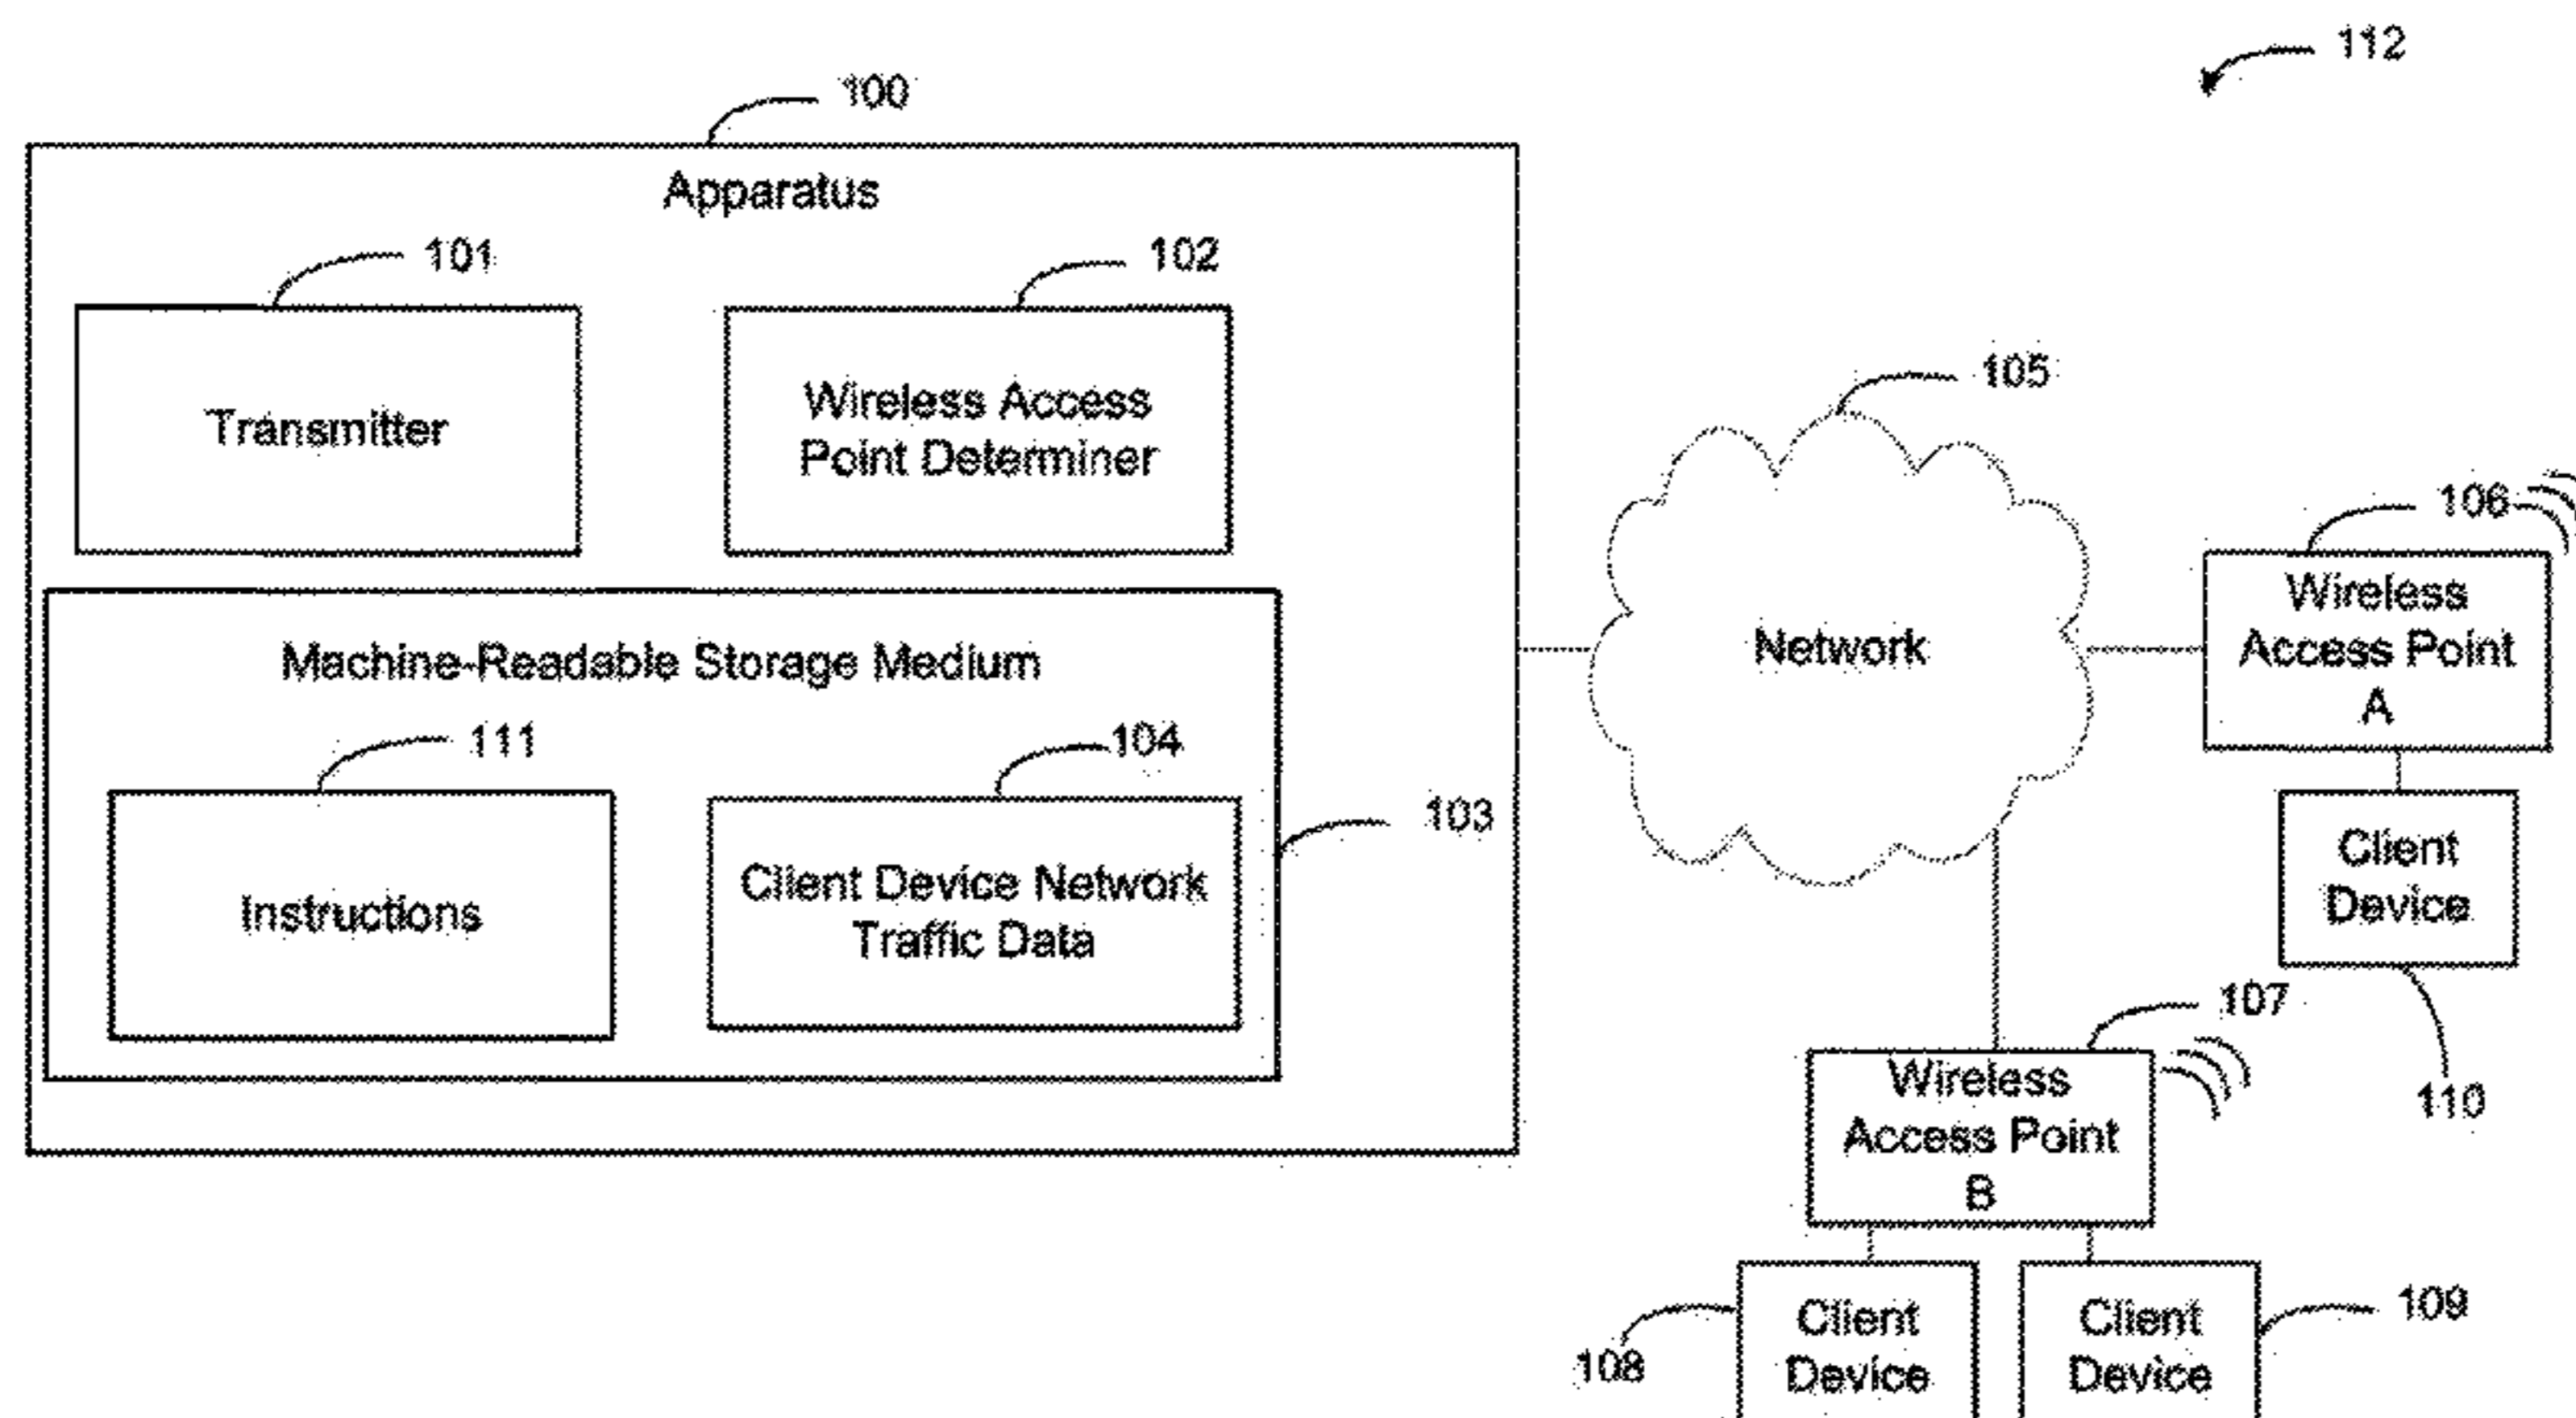 112
100
Apparatus
101
102
Transmitter
Wireless Access
Point Determiner
Machine-Readable Storage Medium
111
104
Instructions
Client Device Network
Traffic Data
103
105
Network
106
Wireless
Access Point
A
Client
Device
110
107
Wireless
Access Point
B
108
Client
Device
Client
Device
109